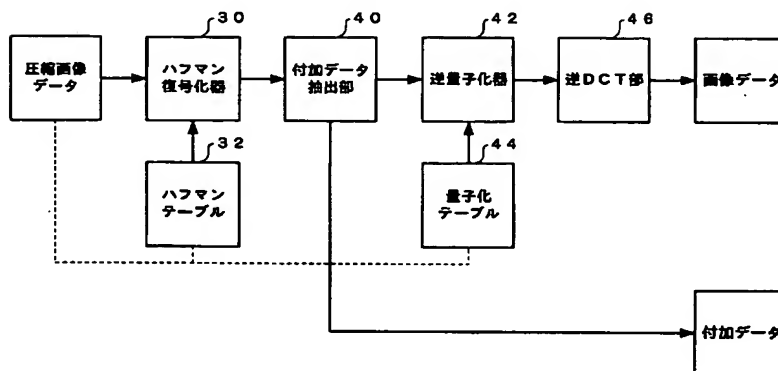 30
40
42
46
圧縮画像
データ
ハフマン
復号化器
付加データ
抽出部
逆量子化器
逆DCT部
画像データ
32
44
ハフマン
テーブル
量子化
テーブル
付加データ